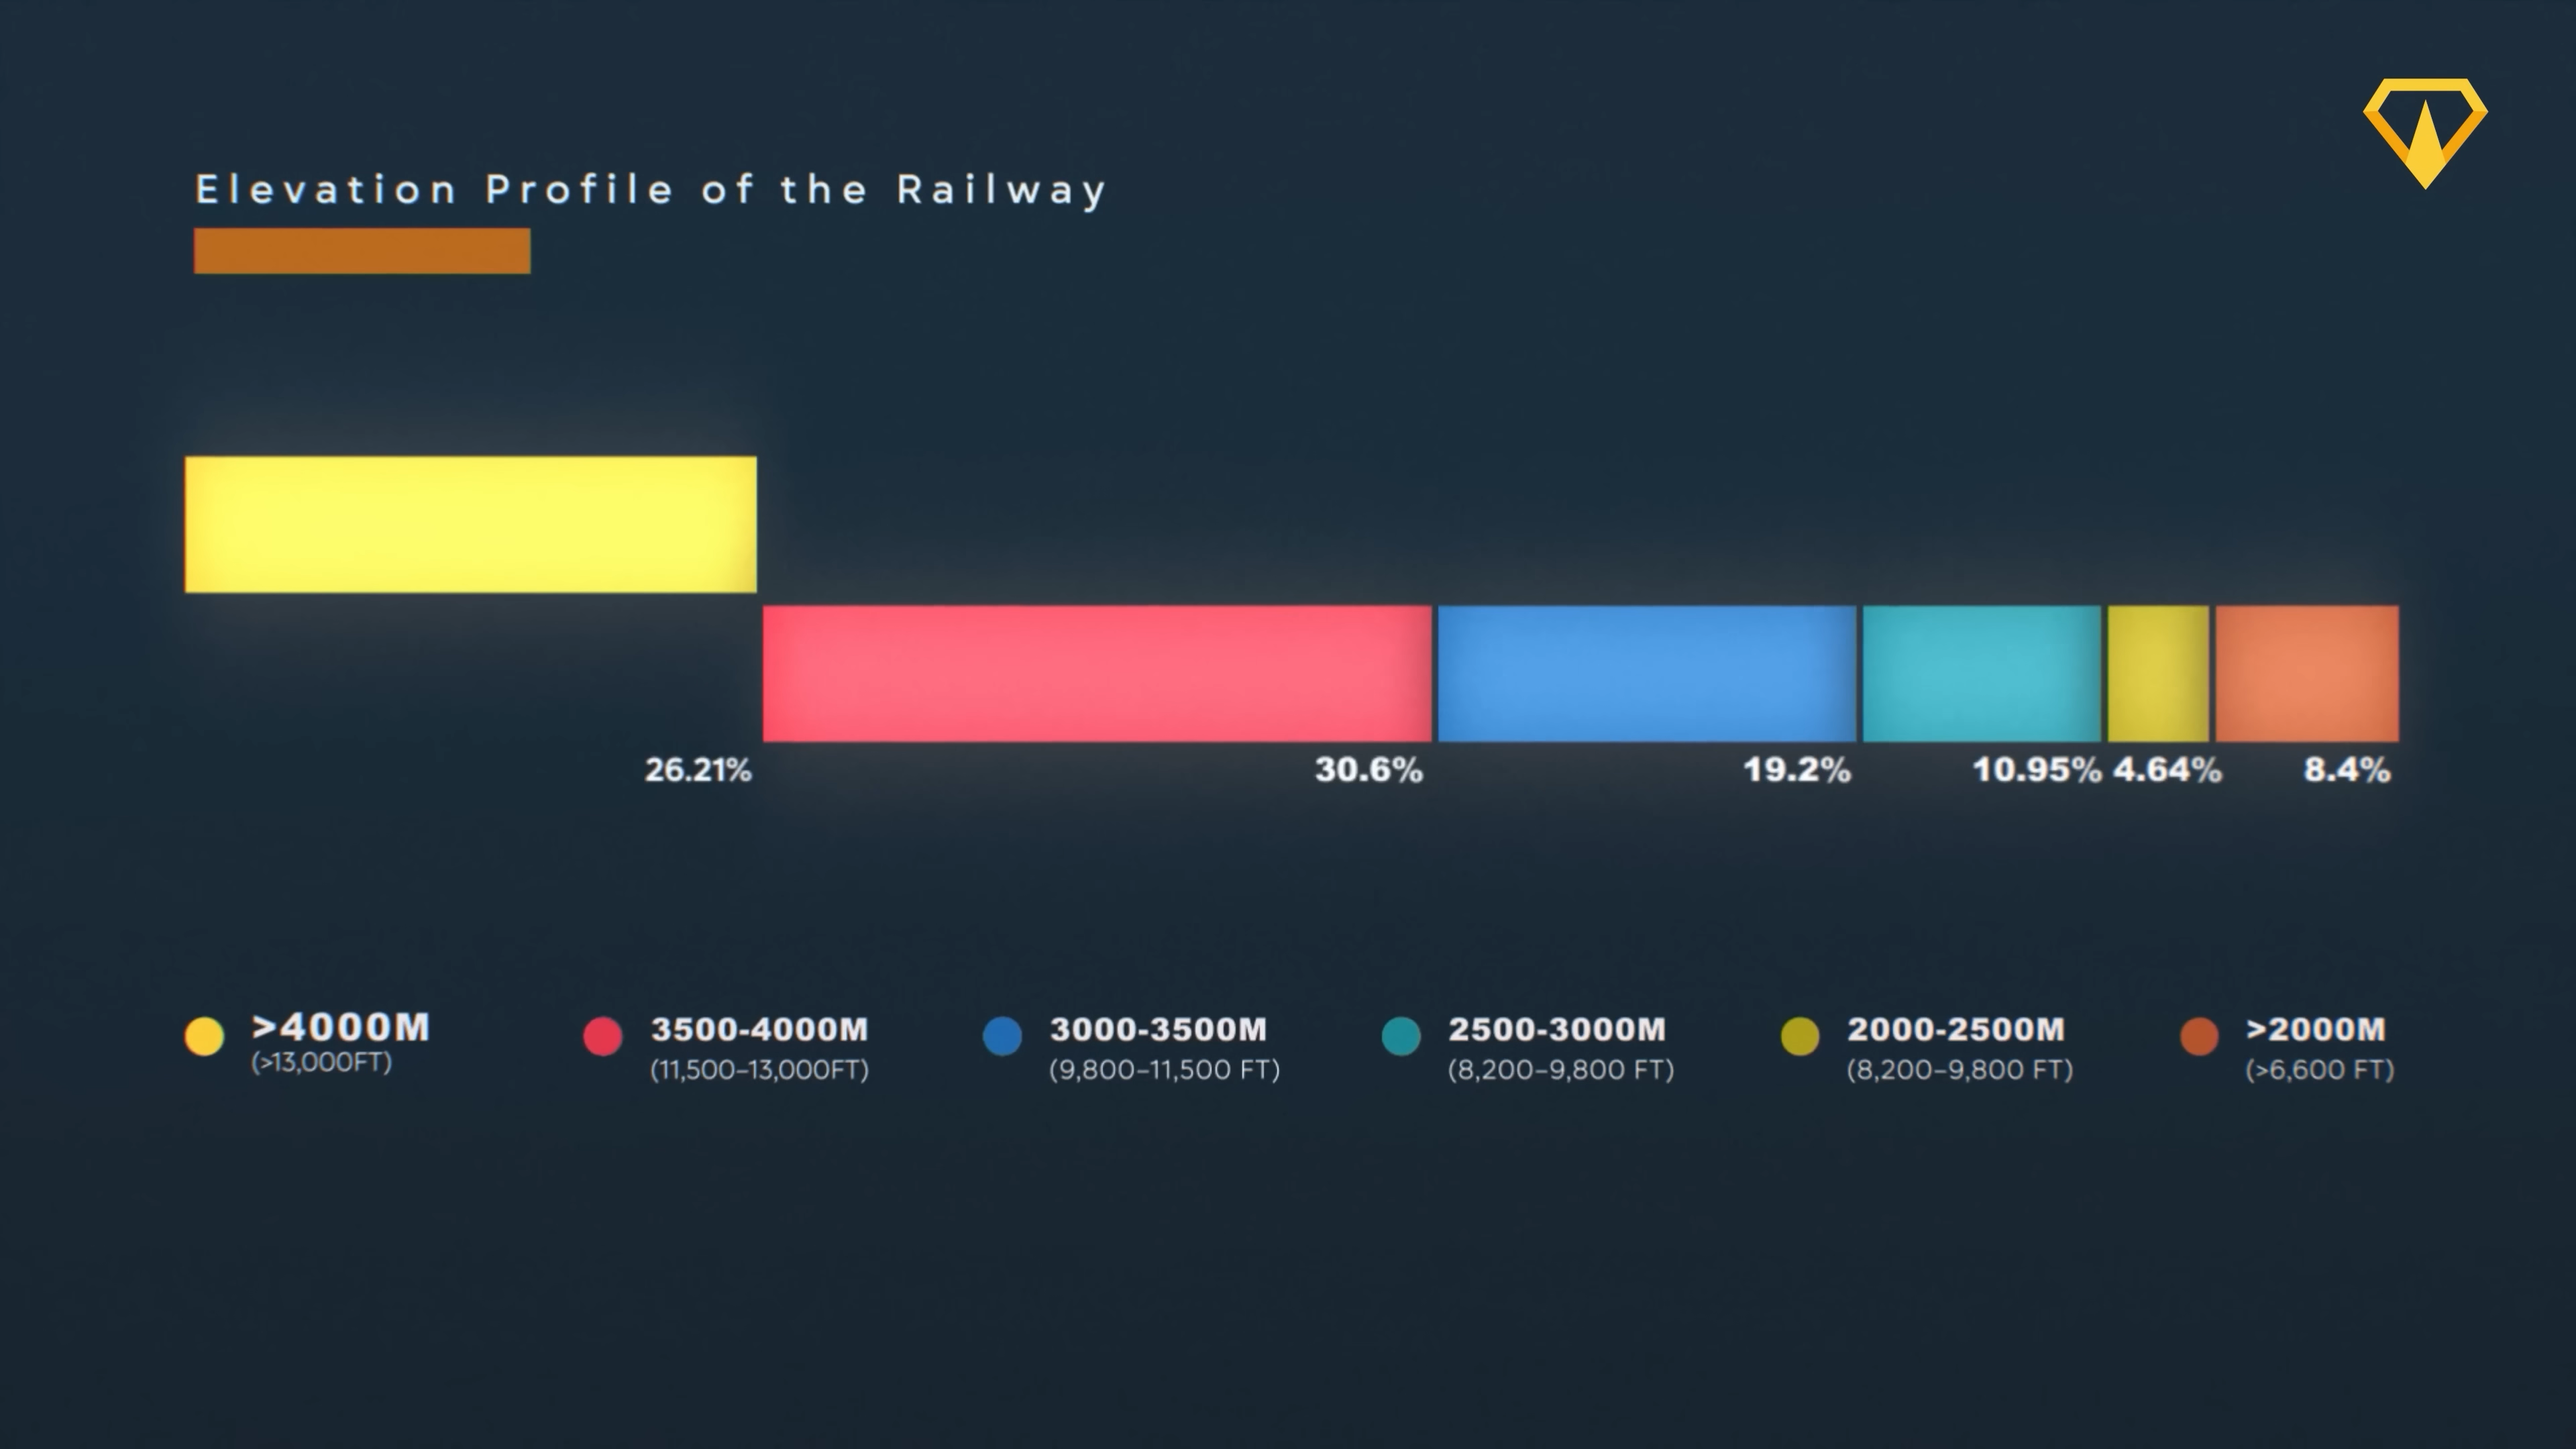 Elevation Profile of the Railway
26.21% 30.6% 19.2% 10.95% 4.64% 8.4%
>4000M 3500-4000M 3000-3500M 2500-3000M 2000-2500M >2000M
(>13,000FT) (11,500–13,000FT) (9,800–11,500 FT) (8,200–9,800 FT) (8,200–9,800 FT) (>6,600 FT)